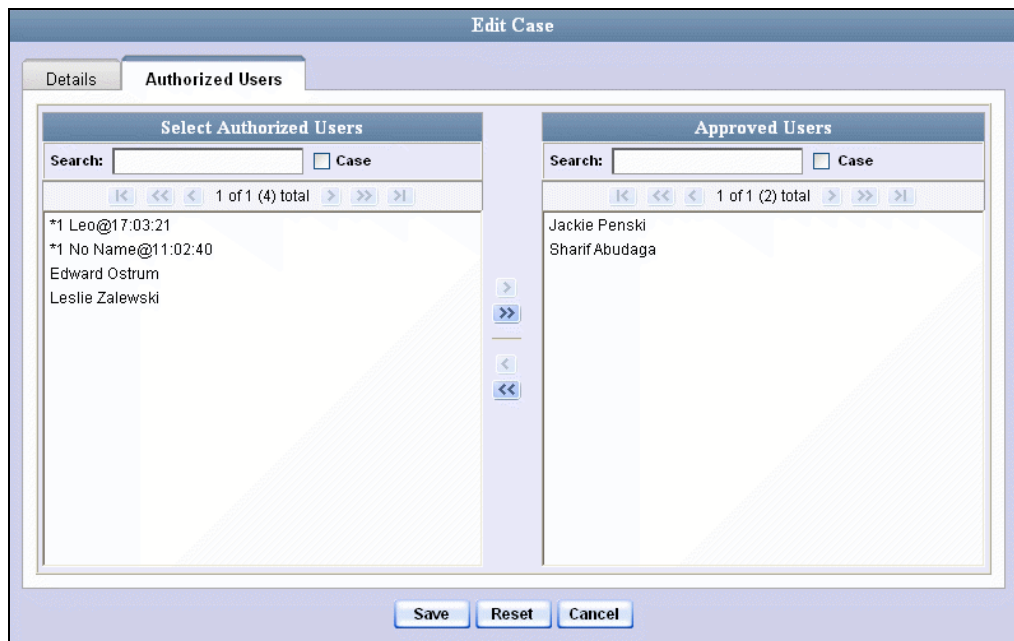 Edit Case
Details
Authorized Users
Select Authorized Users
Search:
Case
1 of 1 (4) total
*1 Leo@17:03:21
*1 No Name@11:02:40
Edward Ostrum
Leslie Zalewski
>
>>
<
<<
Approved Users
Search:
Case
1 of 1 (2) total
Jackie Penski
Sharif Abudaga
Save
Reset
Cancel